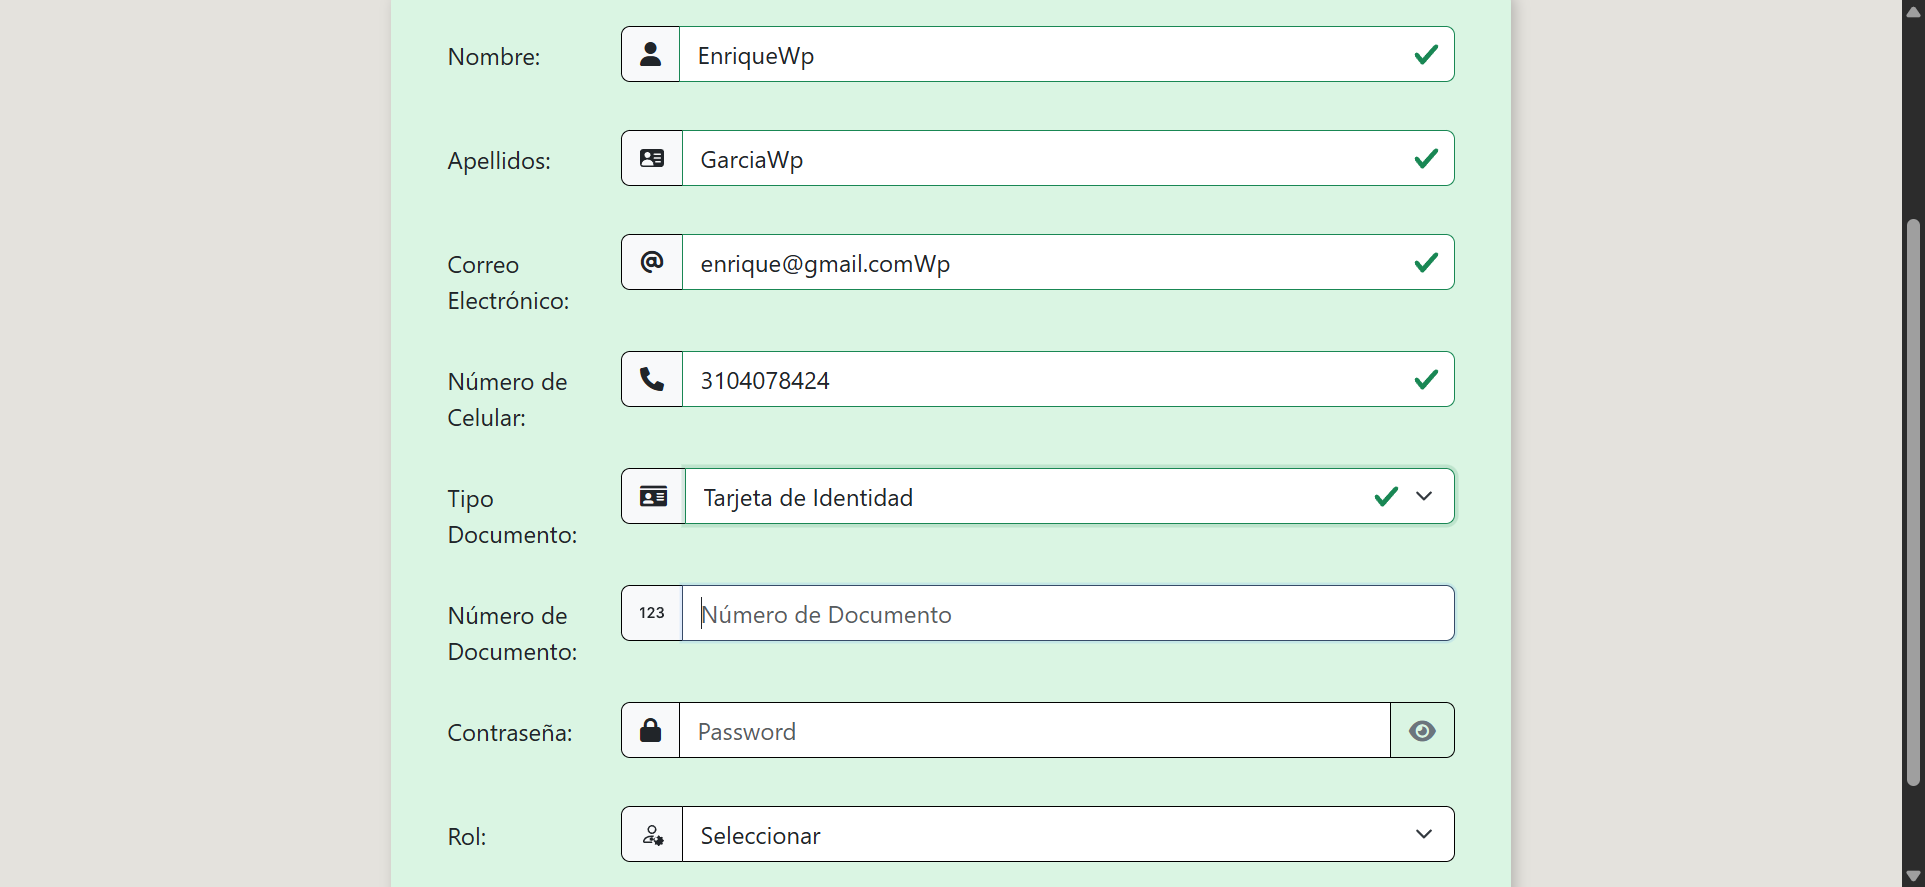 Nombre:
EnriqueWp
Apellidos:
GarciaWp
Correo
Electrónico:
enrique@gmail.comWp
Número de
Celular:
3104078424
Tipo
Documento:
Tarjeta de Identidad
Número de
Documento:
123
Número de Documento
Contraseña:
Password
Rol:
Seleccionar